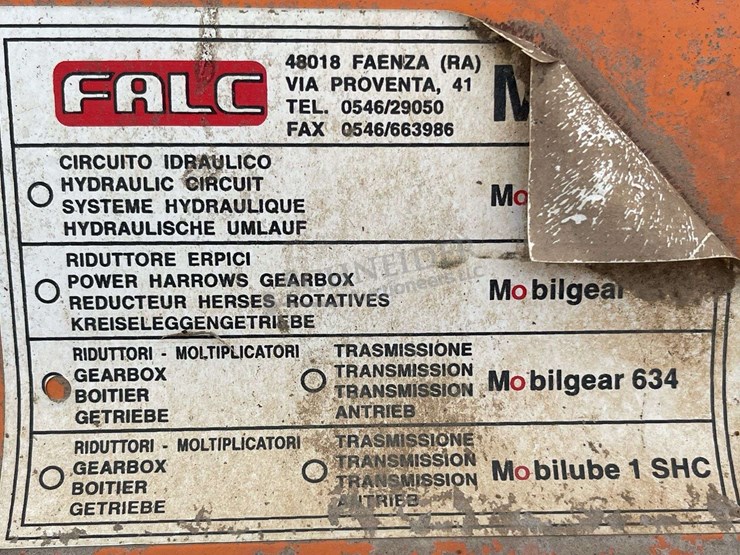 FALC
48018 FAENZA (RA)
VIA PROVENTA, 41
TEL. 0546/29050
FAX 0546/663986
M
CIRCUITO IDRAULICO
HYDRAULIC CIRCUIT
SYSTEME HYDRAULIQUE
HYDRAULISCHE UMLAUF
Mo
RIDUTTORE ERPICI
POWER HARROWS GEARBOX
REDUCTEUR HERSES ROTATIVES
KREISELEGGENGETRIEBE
Mobilgear
RIDUTTORI - MOLTIPLICATORI
GEARBOX
BOITIER
GETRIEBE
TRASMISSIONE
TRANSMISSION
TRANSMISSION
ANTRIEB
Mobilgear 634
RIDUTTORI - MOLTIPLICATORI
GEARBOX
BOITIER
GETRIEBE
TRASMISSIONE
TRANSMISSION
TRANSMISSION
ANTRIEB
Mobilube 1 SHC